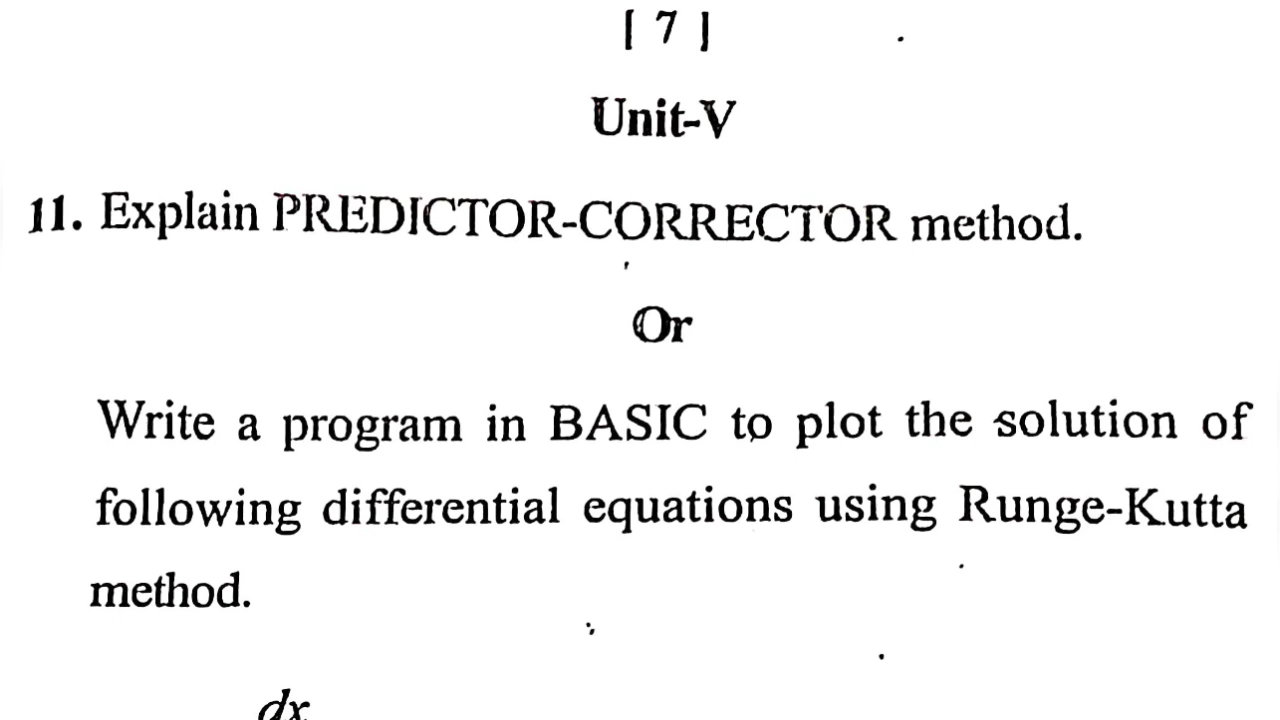 [ 7 ]
Unit-V
11. Explain PREDICTOR-CORRECTOR method.
Or
Write a program in BASIC to plot the solution of
following differential equations using Runge-Kutta
method.
dx